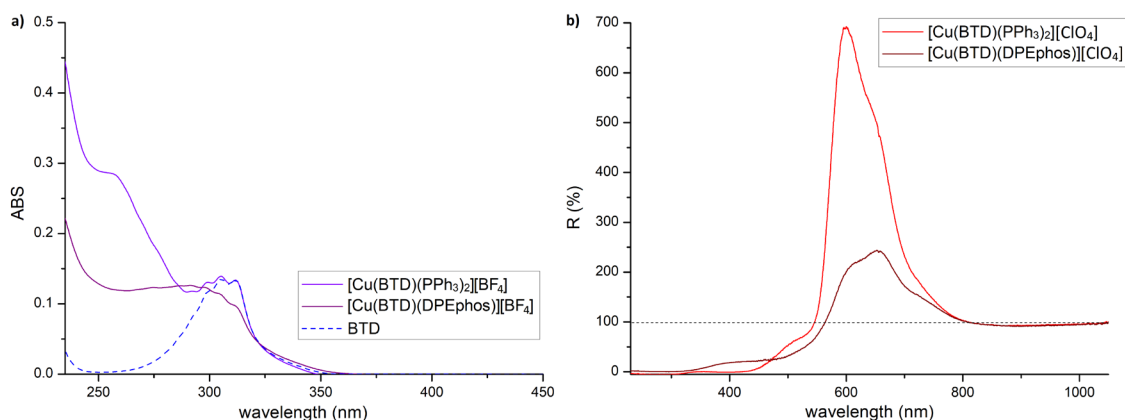 a)
0.5
0.4
0.3
0.2
0.1
0.0
ABS
250
300
350
400
450
wavelength (nm)
[Cu(BTD)(PPh₃)₂][BF₄]
[Cu(BTD)(DPEphos)][BF₄]
BTD
b)
700
600
500
400
300
200
100
0
R (%)
400
600
800
1000
wavelength (nm)
[Cu(BTD)(PPh₃)₂][ClO₄]
[Cu(BTD)(DPEphos)][ClO₄]